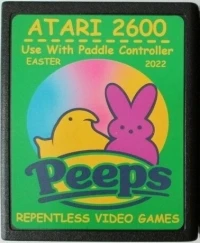 ATARI 2600
Use With Paddle Controller
EASTER 2022
Peeps
REPENTLESS VIDEO GAMES